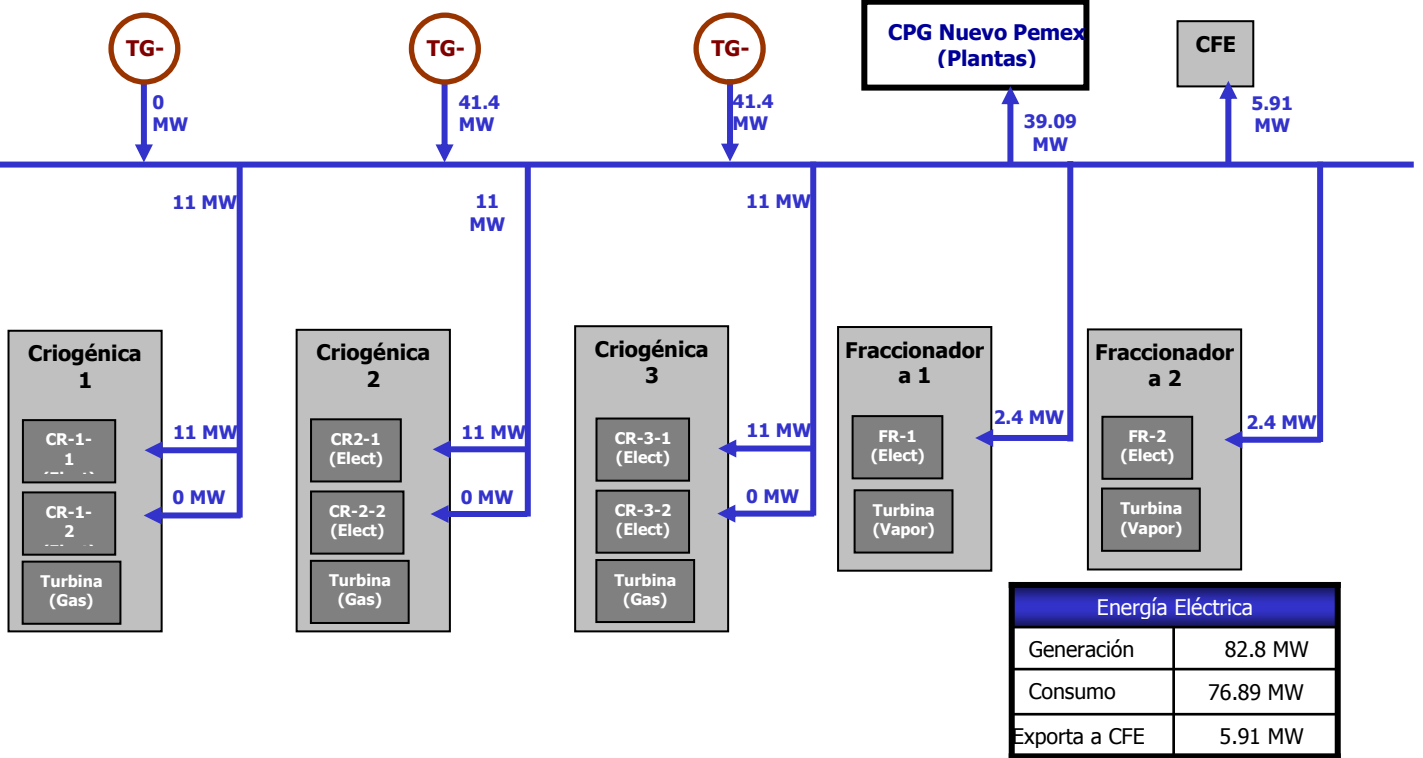 TG-
TG-
TG-
CPG Nuevo Pemex
(Plantas)
CFE
0
MW
41.4
MW
41.4
MW
39.09
MW
5.91
MW
11 MW
11
MW
11 MW
Criogénica
1
CR-1-
1
CR-1-
2
Turbina
(Gas)
11 MW
0 MW
Criogénica
2
CR2-1
(Elect)
CR-2-2
(Elect)
Turbina
(Gas)
11 MW
0 MW
Criogénica
3
CR-3-1
(Elect)
CR-3-2
(Elect)
Turbina
(Gas)
11 MW
0 MW
Fraccionador
a 1
FR-1
(Elect)
Turbina
(Vapor)
2.4 MW
Fraccionador
a 2
FR-2
(Elect)
Turbina
(Vapor)
2.4 MW
Energía Eléctrica
Generación 82.8 MW
Consumo 76.89 MW
Exporta a CFE 5.91 MW